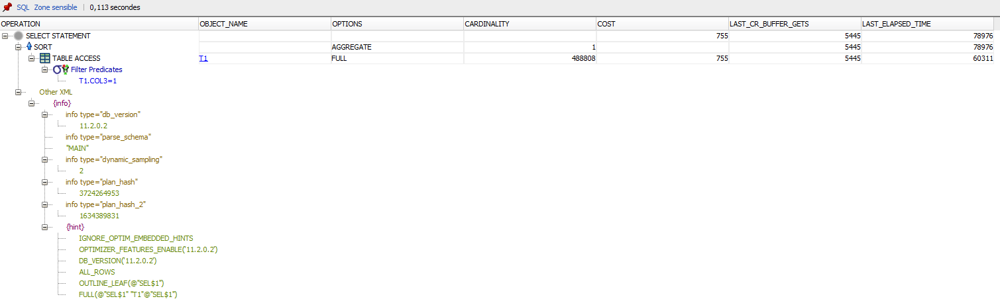 SQL Zone sensible | 0,113 secondes
OPERATION OBJECT_NAME OPTIONS CARDINALITY COST LAST_CR_BUFFER_GETS LAST_ELAPSED_TIME
SELECT STATEMENT 755 5445 78976
SORT AGGREGATE 1 5445 78976
TABLE ACCESS T1 FULL 488808 755 5445 60311
Filter Predicates
T1.COL3=1
Other XML
{info}
info type="db_version"
11.2.0.2
info type="parse_schema"
"MAIN"
info type="dynamic_sampling"
2
info type="plan_hash"
3724264953
info type="plan_hash_2"
1634389831
{hint}
IGNORE_OPTIM_EMBEDDED_HINTS
OPTIMIZER_FEATURES_ENABLE('11.2.0.2')
DB_VERSION('11.2.0.2')
ALL_ROWS
OUTLINE_LEAF(@"SEL$1")
FULL(@"SEL$1" "T1"@"SEL$1")